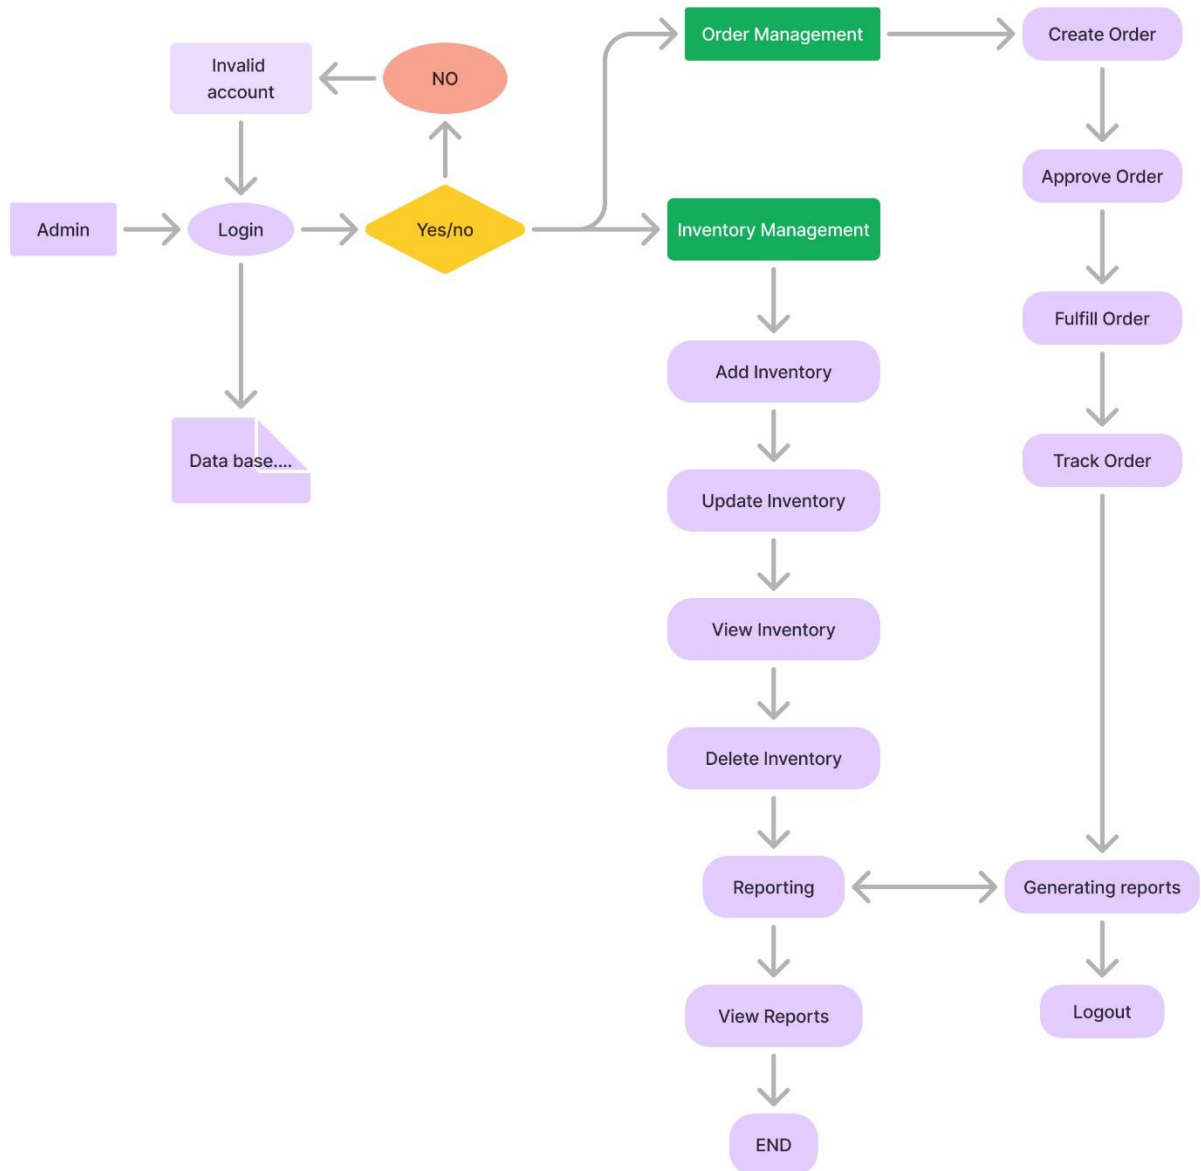 Order Management
Create Order
Invalid
account
NO
Approve Order
Admin
Login
Yes/no
Inventory Management
Fulfill Order
Add Inventory
Data base....
Track Order
Update Inventory
View Inventory
Delete Inventory
Reporting
Generating reports
View Reports
Logout
END